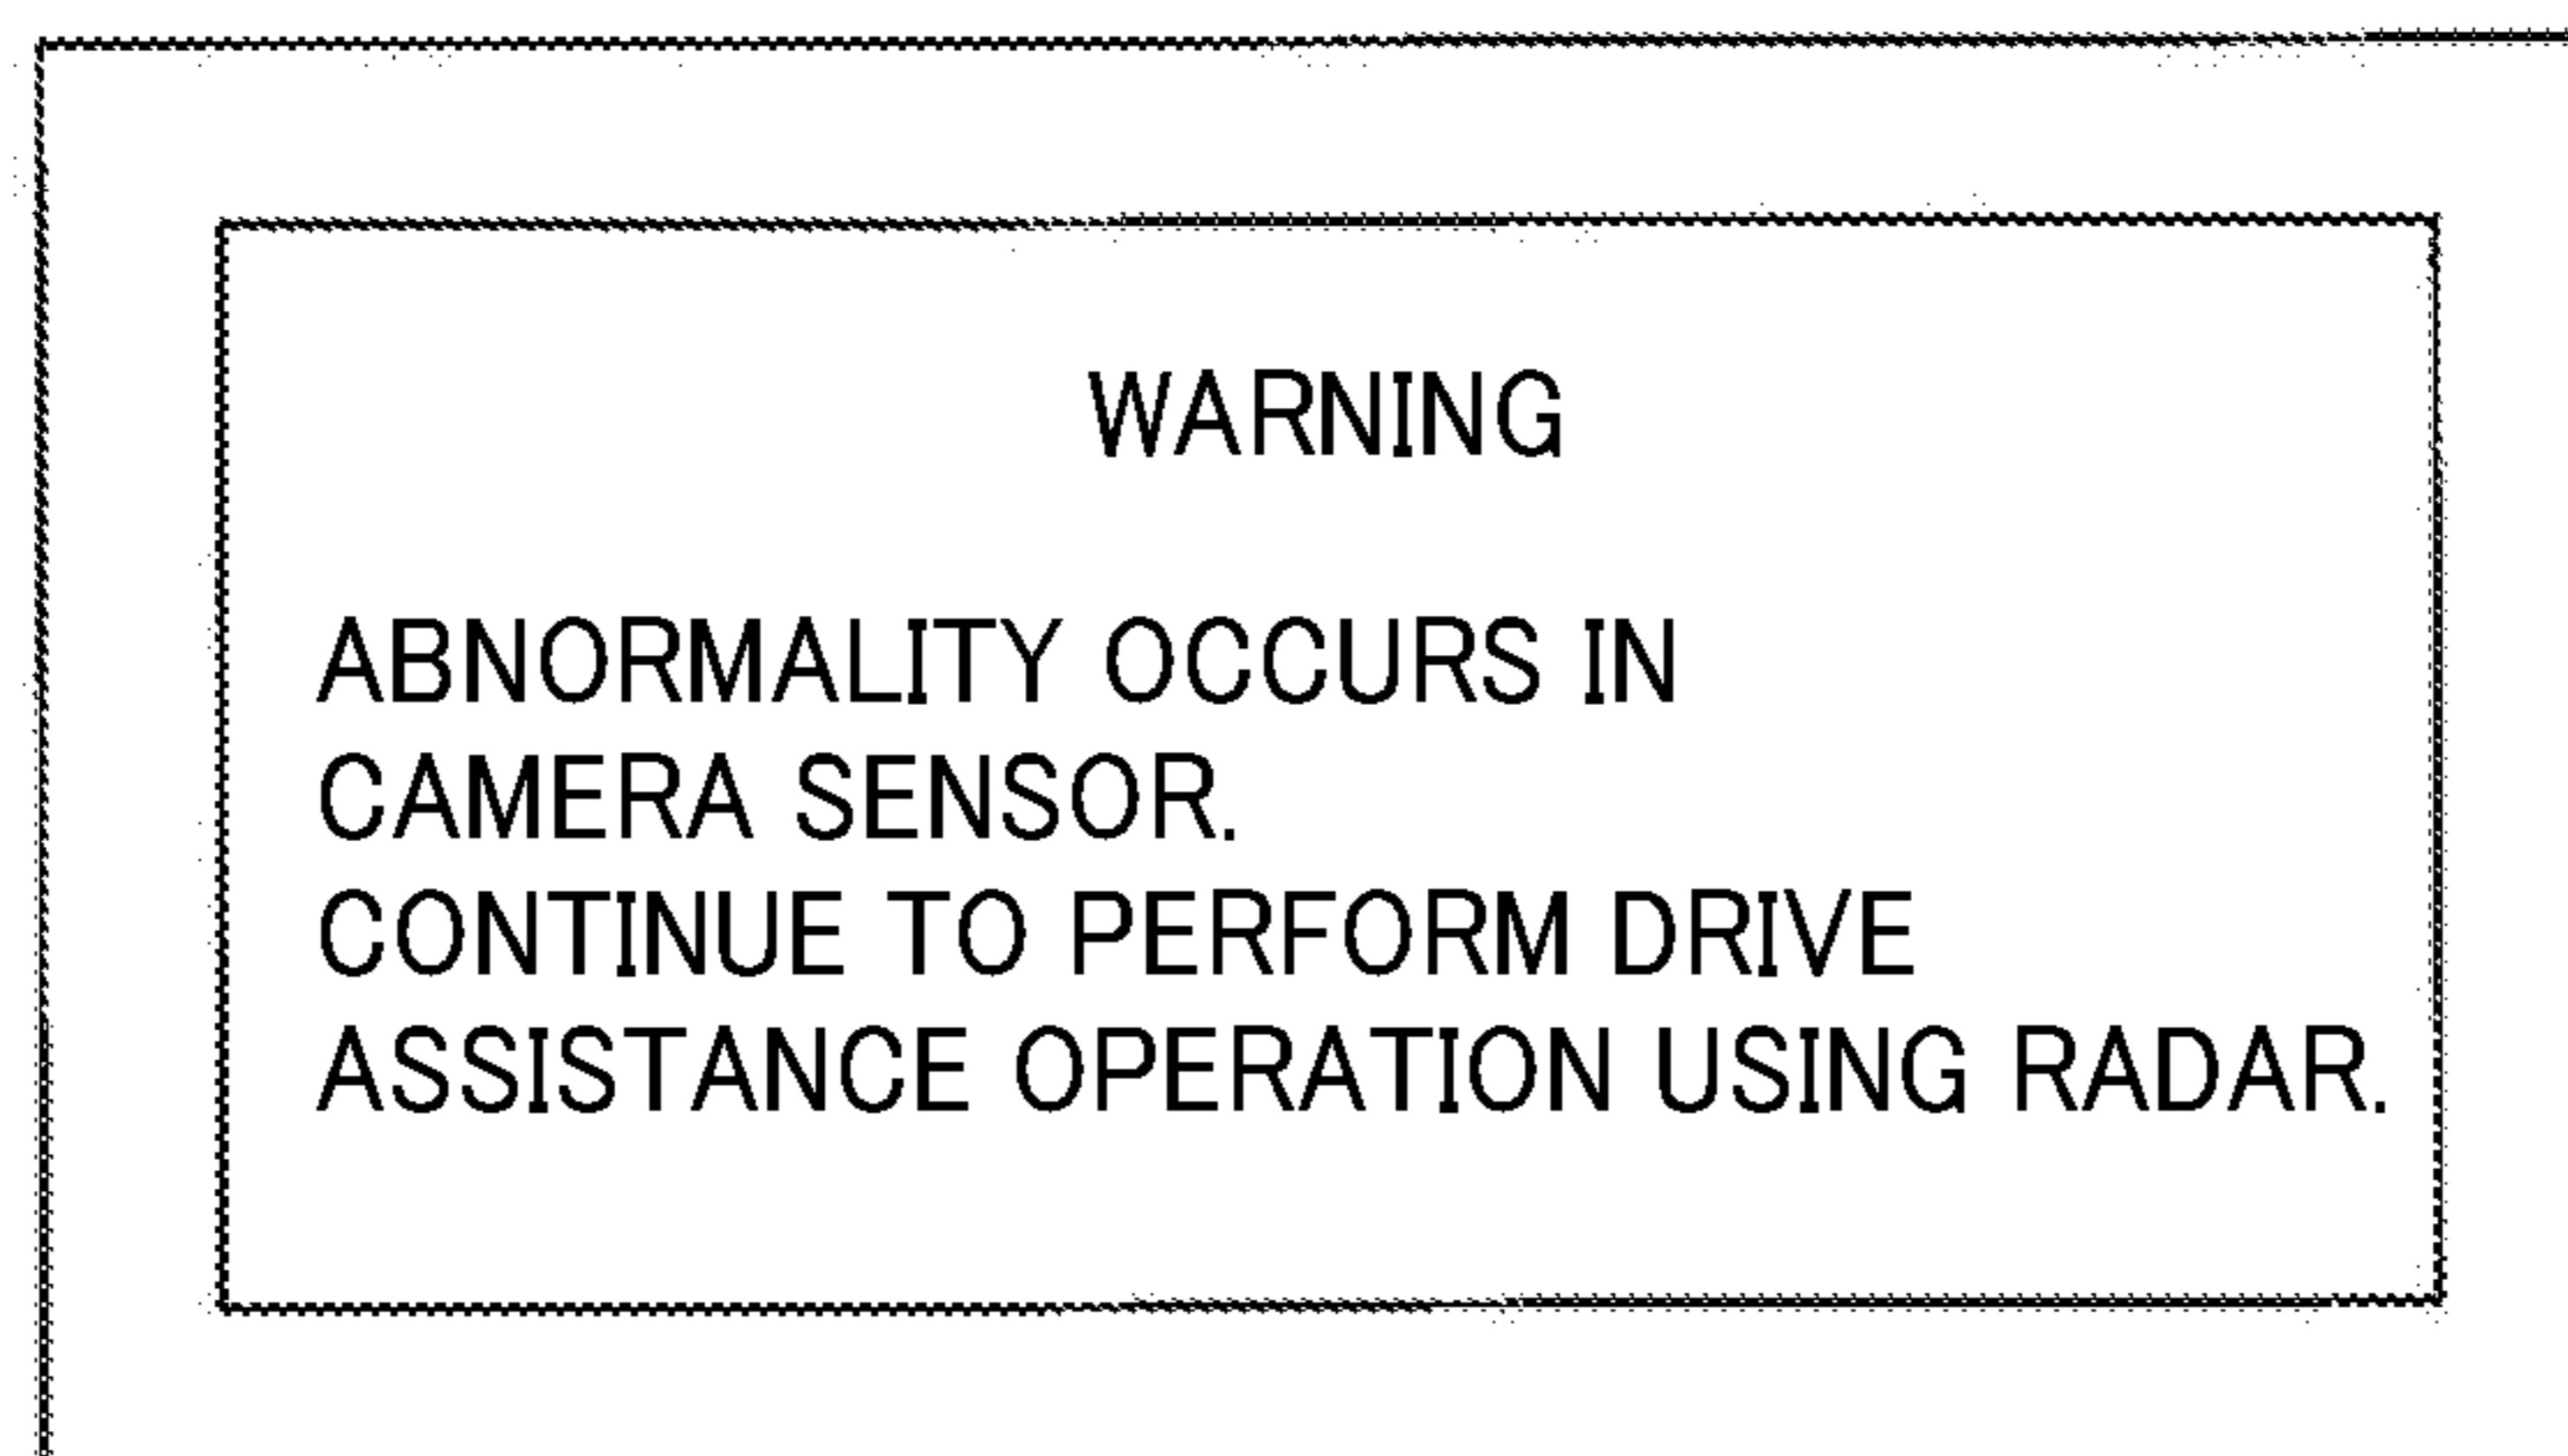 WARNING
ABNORMALITY OCCURS IN
CAMERA SENSOR.
CONTINUE TO PERFORM DRIVE
ASSISTANCE OPERATION USING RADAR.